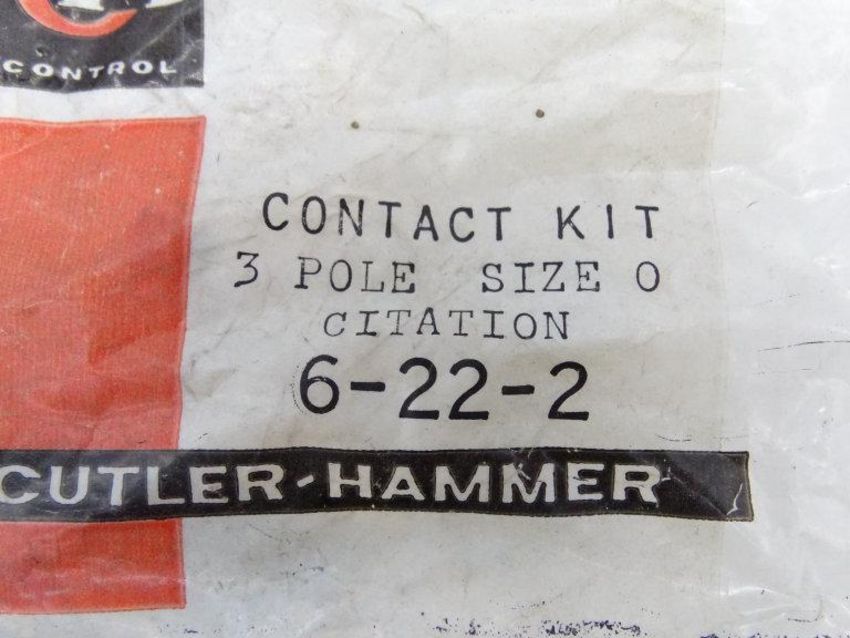 CONTROL
CONTACT KIT
3 POLE SIZE 0
CITATION
6-22-2
CUTLER-HAMMER